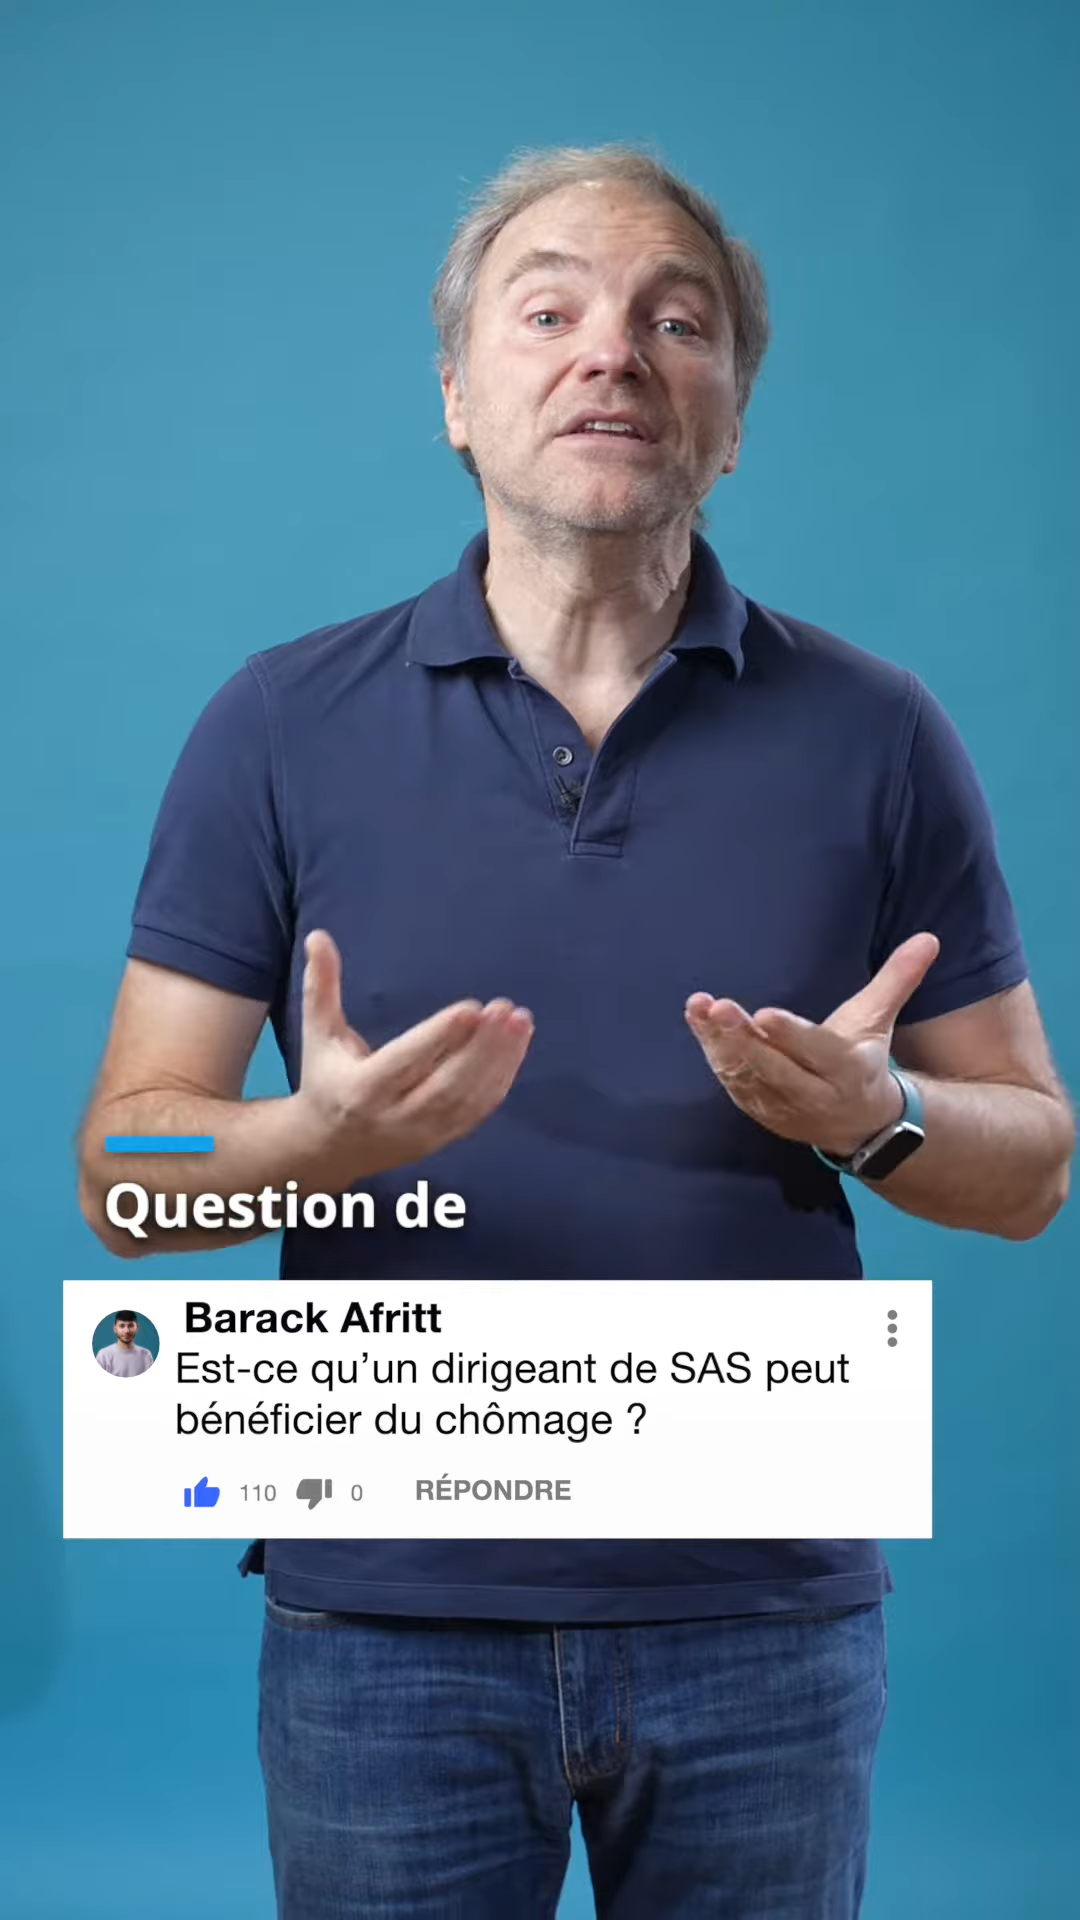 Question de
Barack Afritt
Est-ce qu’un dirigeant de SAS peut
bénéficier du chômage ?
110 0 RÉPONDRE